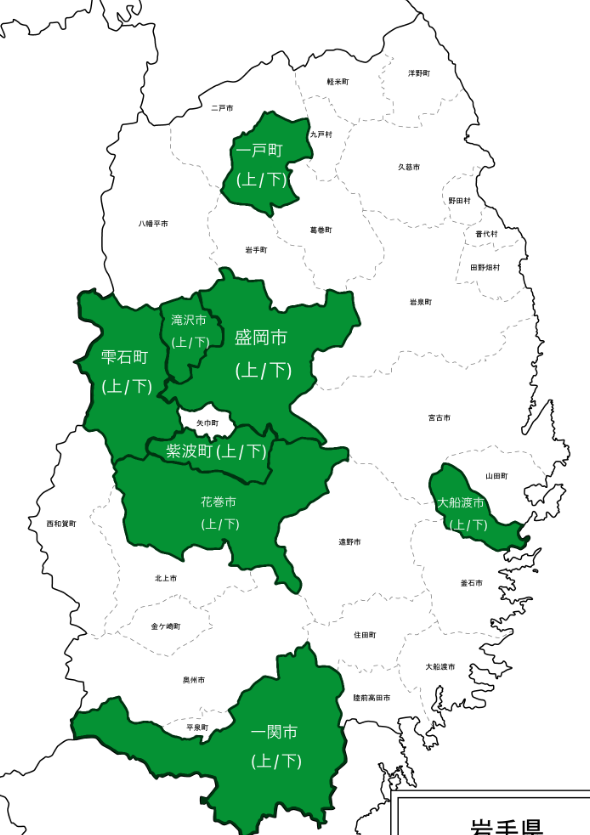 洋野町
軽米町
二戸市
九戸村
一戸町
(上/下)
久慈市
野田村
八幡平市
葛巻町
普代村
岩手町
田野畑村
岩泉町
滝沢市
(上/下)
盛岡市
(上/下)
雫石町
(上/下)
矢巾町
宮古市
紫波町(上/下)
山田町
花巻市
(上/下)
大船渡市
(上/下)
西和賀町
遠野市
北上市
釜石市
金ケ崎町
住田町
大船渡市
奥州市
陸前高田市
平泉町
一関市
(上/下)
岩手県